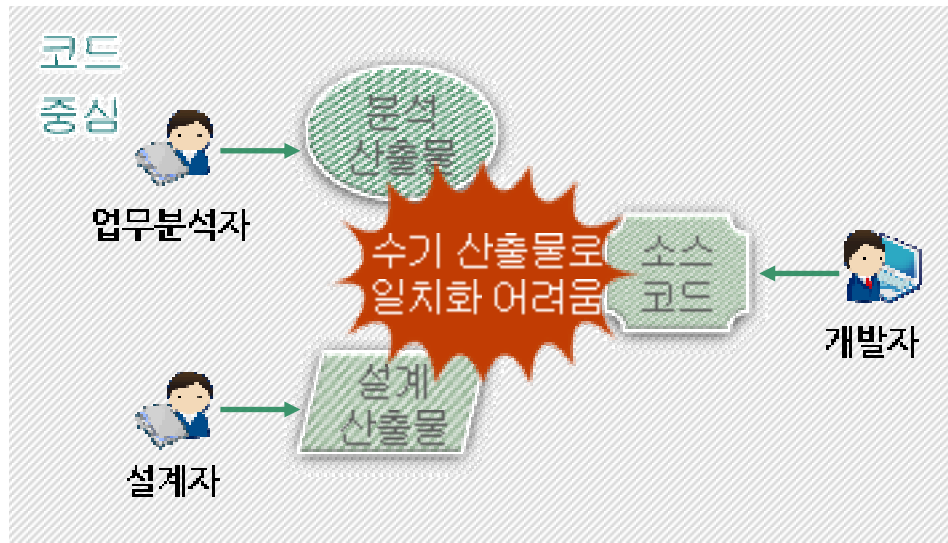 코드
중심
분석
산출물
업무분석자
수기 산출물로
일치화 어려움
소스
코드
개발자
설계
산출물
설계자